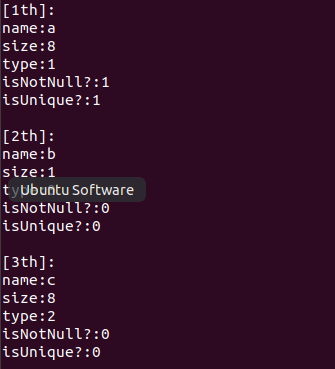 [1th]:
name:a
size:8
type:1
isNotNull?:1
isUnique?:1
[2th]:
name:b
size:1
Ubuntu Software
isNotNull?:0
isUnique?:0
[3th]:
name:c
size:8
type:2
isNotNull?:0
isUnique?:0